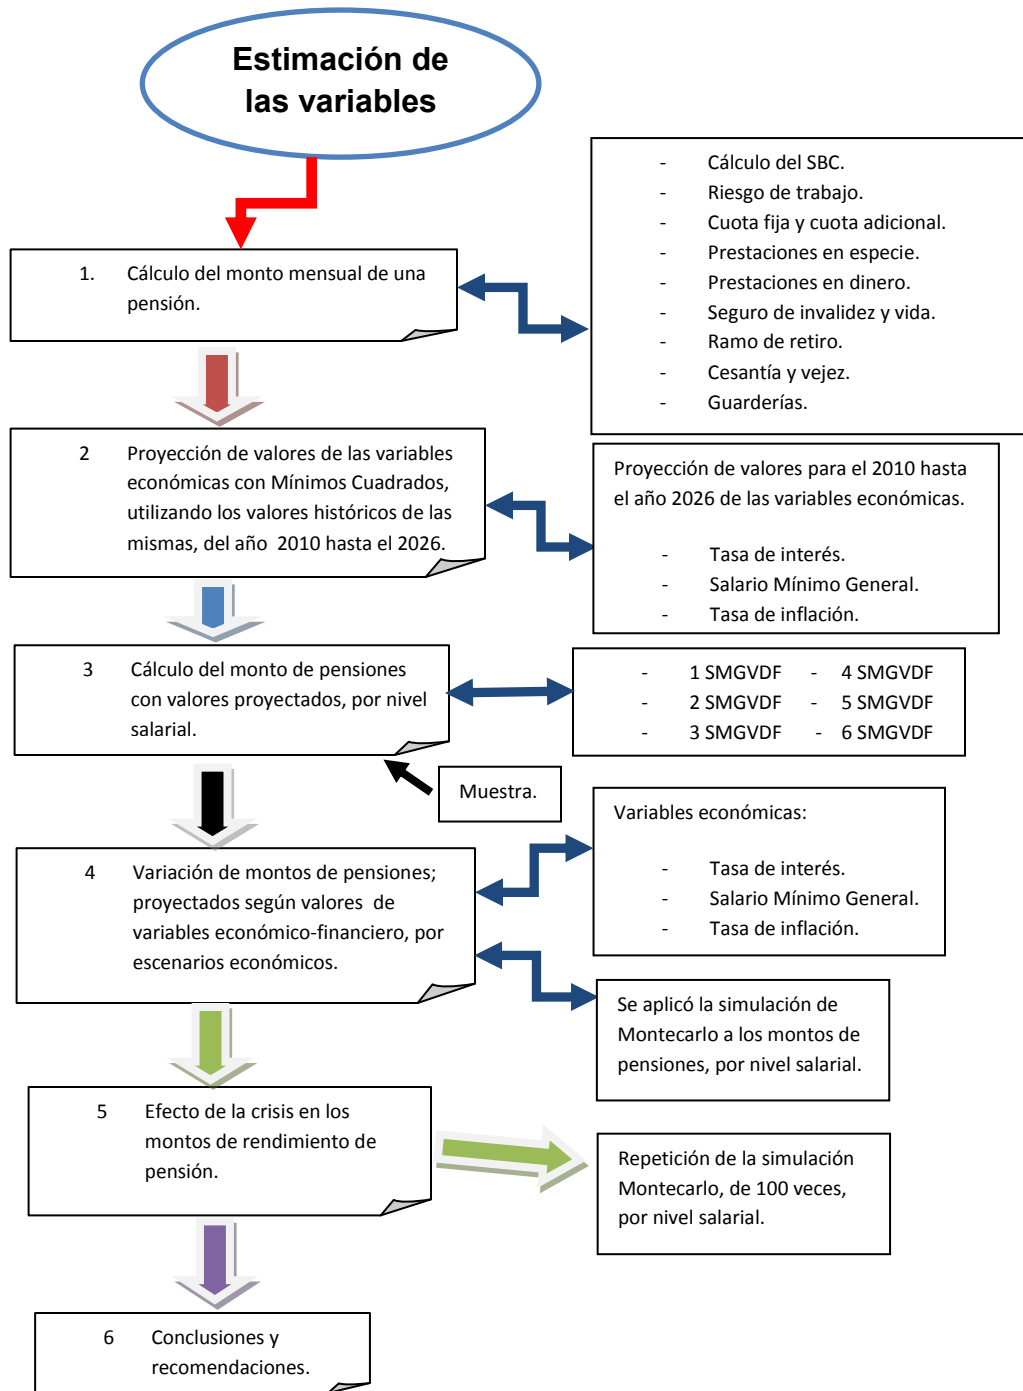 Estimación de
las variables
- Cálculo del SBC.
- Riesgo de trabajo.
- Cuota fija y cuota adicional.
- Prestaciones en especie.
- Prestaciones en dinero.
- Seguro de invalidez y vida.
- Ramo de retiro.
- Cesantía y vejez.
- Guarderías.
1. Cálculo del monto mensual de una
pensión.
2 Proyección de valores de las variables
económicas con Mínimos Cuadrados,
utilizando los valores históricos de las
mismas, del año 2010 hasta el 2026.
Proyección de valores para el 2010 hasta
el año 2026 de las variables económicas.
- Tasa de interés.
- Salario Mínimo General.
- Tasa de inflación.
3 Cálculo del monto de pensiones
con valores proyectados, por nivel
salarial.
- 1 SMGVDF - 4 SMGVDF
- 2 SMGVDF - 5 SMGVDF
- 3 SMGVDF - 6 SMGVDF
Muestra.
Variables económicas:
- Tasa de interés.
- Salario Mínimo General.
- Tasa de inflación.
4 Variación de montos de pensiones;
proyectados según valores de
variables económico-financiero, por
escenarios económicos.
Se aplicó la simulación de
Montecarlo a los montos de
pensiones, por nivel salarial.
5 Efecto de la crisis en los
montos de rendimiento de
pensión.
Repetición de la simulación
Montecarlo, de 100 veces,
por nivel salarial.
6 Conclusiones y
recomendaciones.